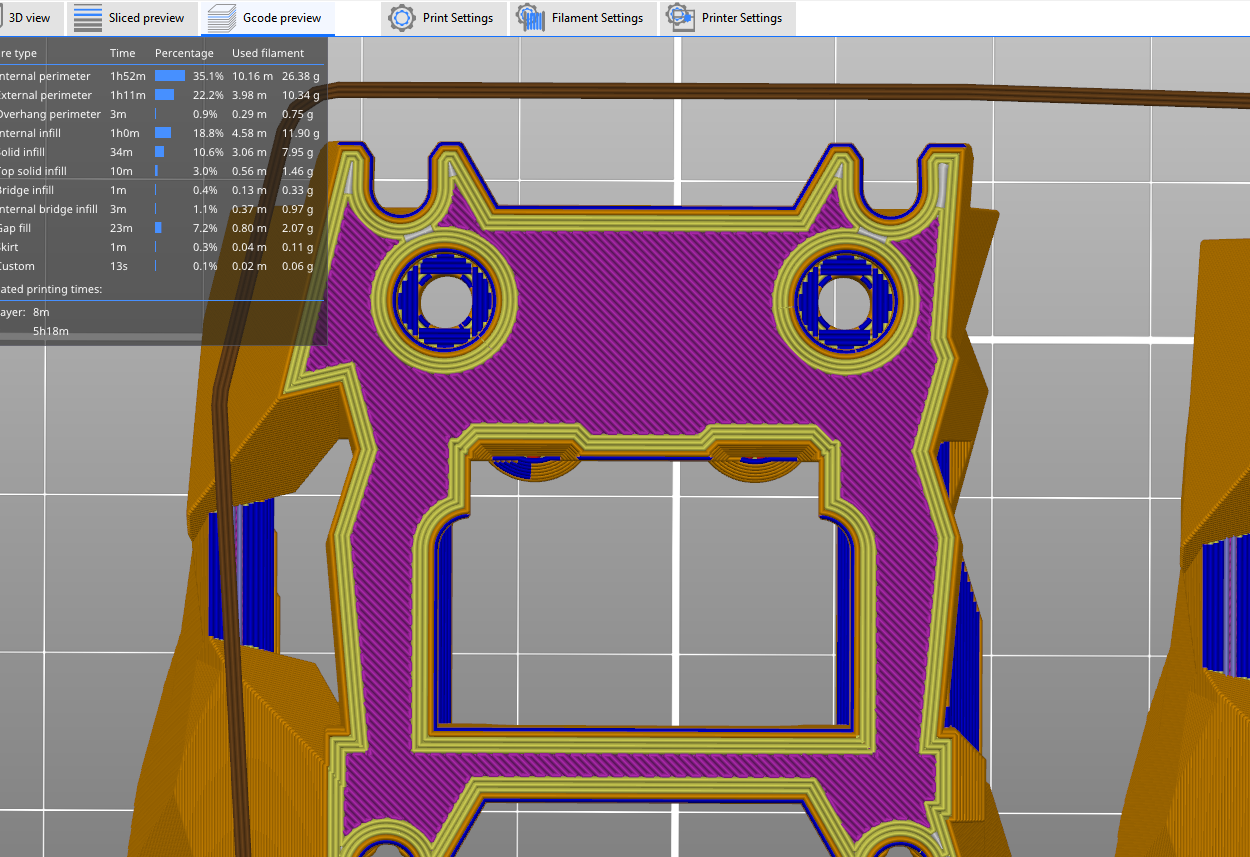 3D view Sliced preview Gcode preview Print Settings Filament Settings Printer Settings
re type Time Percentage Used filament
nternal perimeter 1h52m 35.1% 10.16 m 26.38 g
External perimeter 1h11m 22.2% 3.98 m 10.34 g
Overhang perimeter 3m 0.9% 0.29 m 0.75 g
nternal infill 1h0m 18.8% 4.58 m 11.90 g
Solid infill 34m 10.6% 3.06 m 7.95 g
Top solid infill 10m 3.0% 0.56 m 1.46 g
Bridge infill 1m 0.4% 0.13 m 0.33 g
nternal bridge infill 3m 1.1% 0.37 m 0.97 g
Gap fill 23m 7.2% 0.80 m 2.07 g
Skirt 1m 0.3% 0.04 m 0.11 g
Custom 13s 0.1% 0.02 m 0.06 g
ated printing times:
ayer: 8m
5h18m